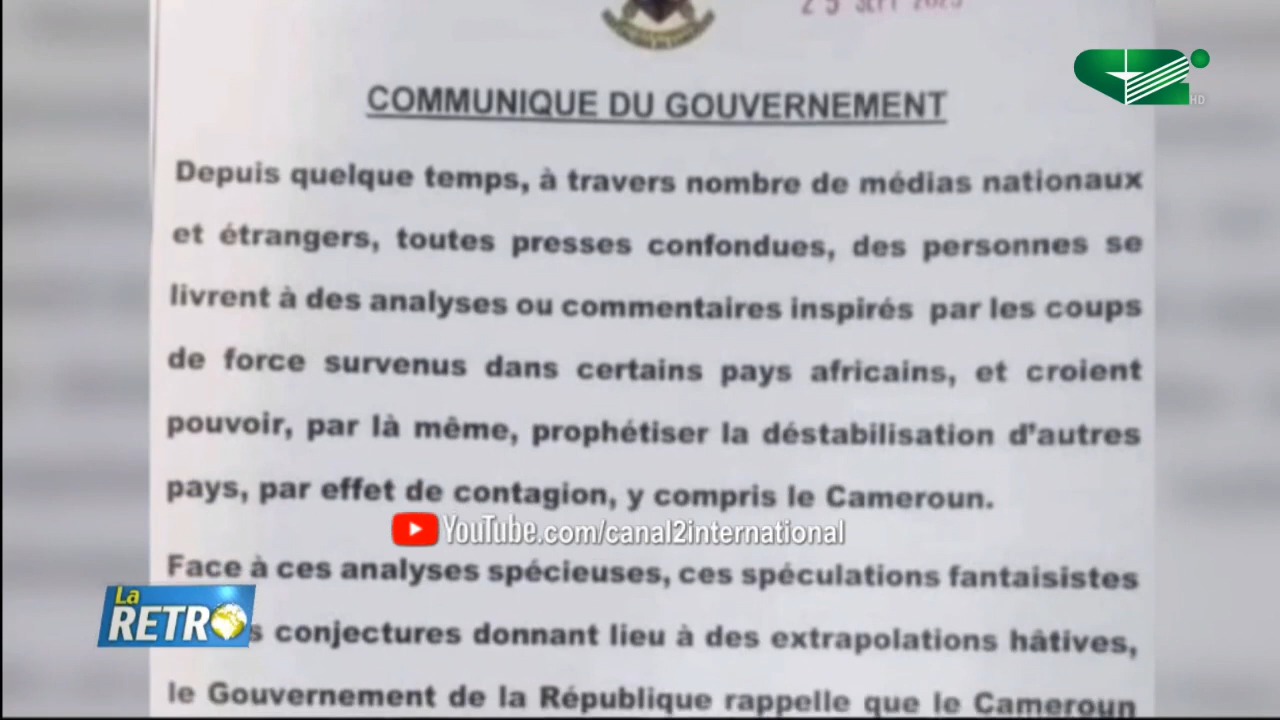 25 SEPT 2023
HD
COMMUNIQUE DU GOUVERNEMENT
Depuis quelque temps, à travers nombre de médias nationaux
et étrangers, toutes presses confondues, des personnes se
livrent à des analyses ou commentaires inspirés par les coups
de force survenus dans certains pays africains, et croient
pouvoir, par là même, prophétiser la déstabilisation d'autres
pays, par effet de contagion, y compris le Cameroun.
YouTube.com/canal2international
Face à ces analyses spécieuses, ces spéculations fantaisistes
La
RETRO
conjectures donnant lieu à des extrapolations hâtives,
le Gouvernement de la République rappelle que le Cameroun